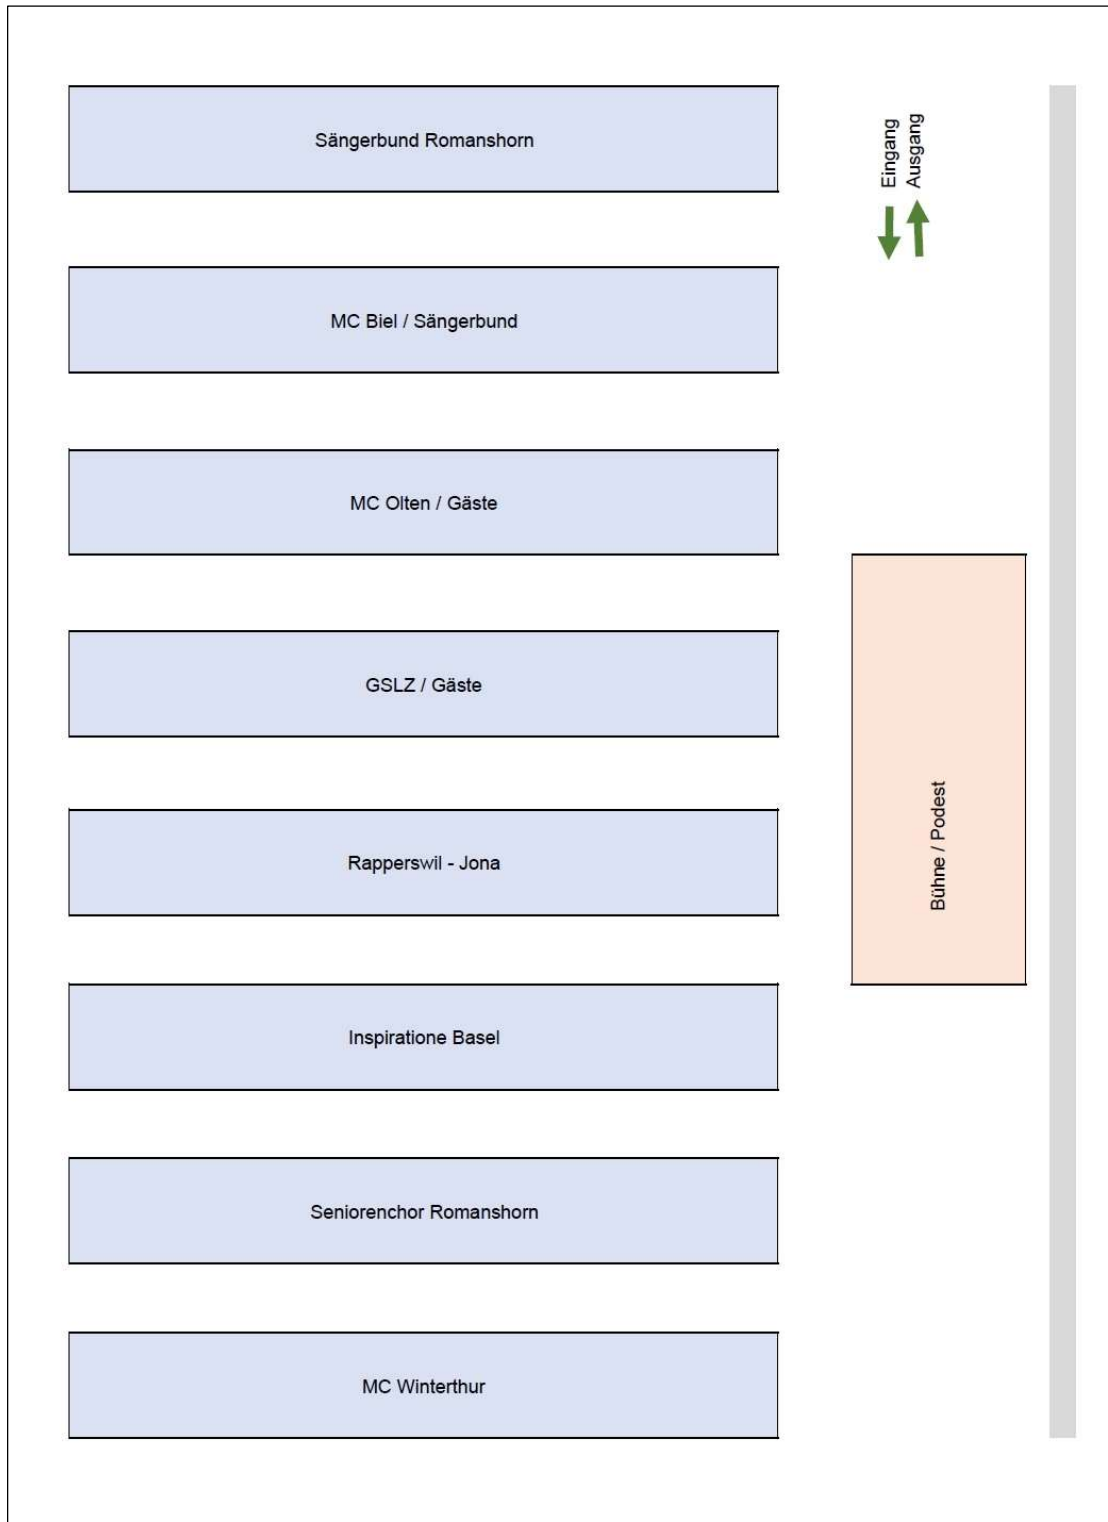 Sängerbund Romanshorn
Eingang
Ausgang
MC Biel / Sängerbund
MC Olten / Gäste
GSLZ / Gäste
Rapperswil - Jona
Bühne / Podest
Inspiratione Basel
Seniorenchor Romanshorn
MC Winterthur